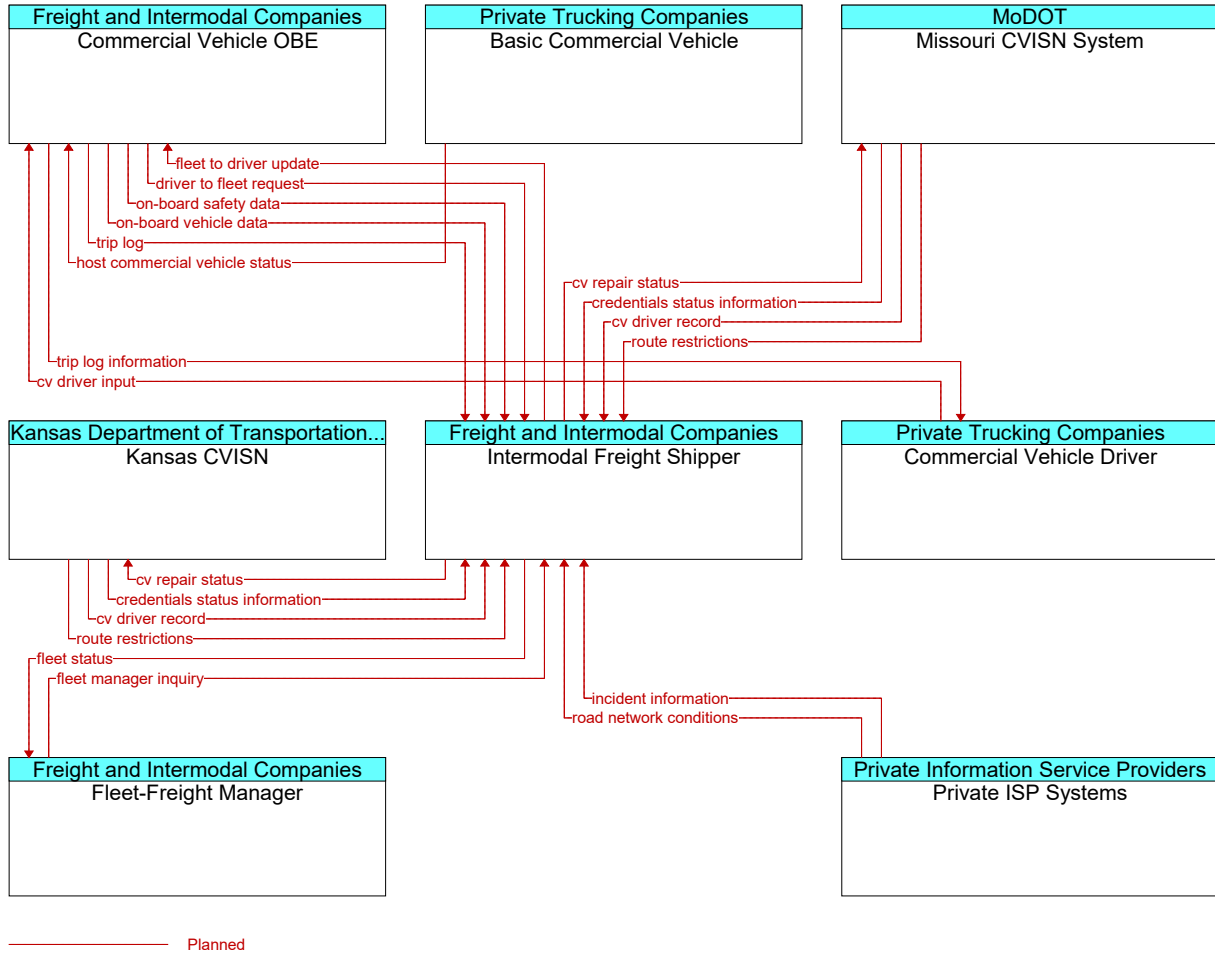 Freight and Intermodal Companies
Commercial Vehicle OBE
Private Trucking Companies
Basic Commercial Vehicle
MoDOT
Missouri CVISN System
fleet to driver update
driver to fleet request
on-board safety data
on-board vehicle data
trip log
host commercial vehicle status
cv repair status
credentials status information
cv driver record
route restrictions
trip log information
cv driver input
Kansas Department of Transportation...
Kansas CVISN
Freight and Intermodal Companies
Intermodal Freight Shipper
Private Trucking Companies
Commercial Vehicle Driver
cv repair status
credentials status information
cv driver record
route restrictions
fleet status
fleet manager inquiry
incident information
road network conditions
Freight and Intermodal Companies
Fleet-Freight Manager
Private Information Service Providers
Private ISP Systems
Planned